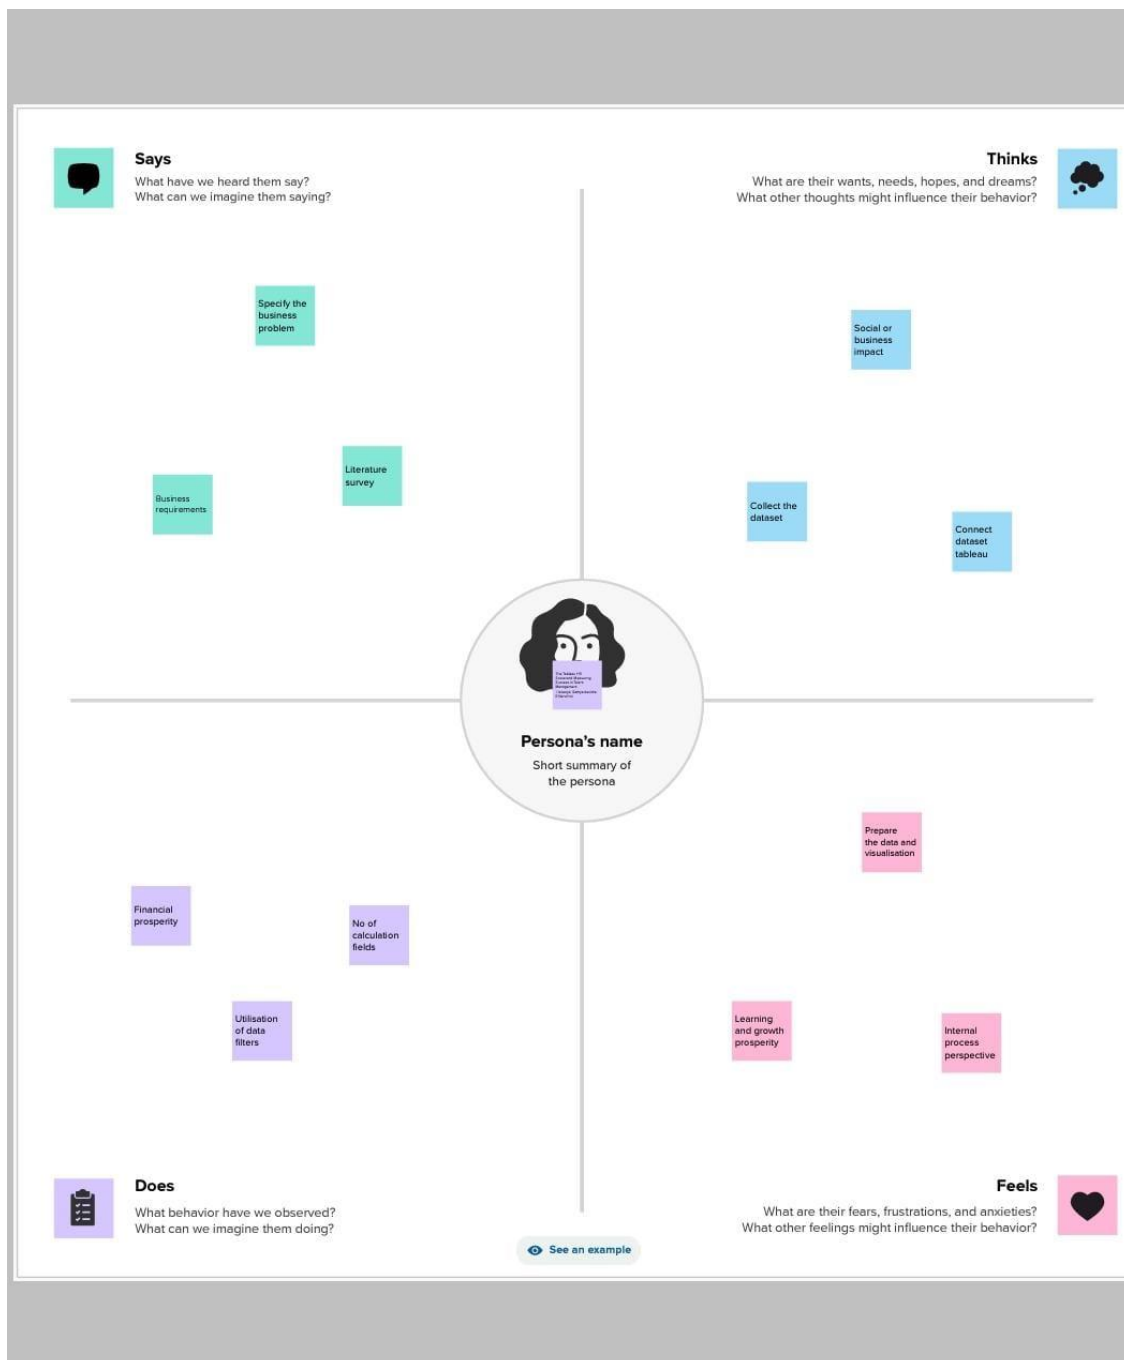 Says
What have we heard them say?
What can we imagine them saying?
Thinks
What are their wants, needs, hopes, and dreams?
What other thoughts might influence their behavior?
Specify the
business
problem
Social or
business
impact
Literature
survey
Business
requirements
Collect the
dataset
Connect
dataset
tableau
Persona's name
Short summary of
the persona
Prepare
the data and
visualisation
Financial
prosperity
No of
calculation
fields
Utilisation
of data
filters
Learning
and growth
prosperity
Internal
process
perspective
Does
What behavior have we observed?
What can we imagine them doing?
Feels
What are their fears, frustrations, and anxieties?
What other feelings might influence their behavior?
See an example